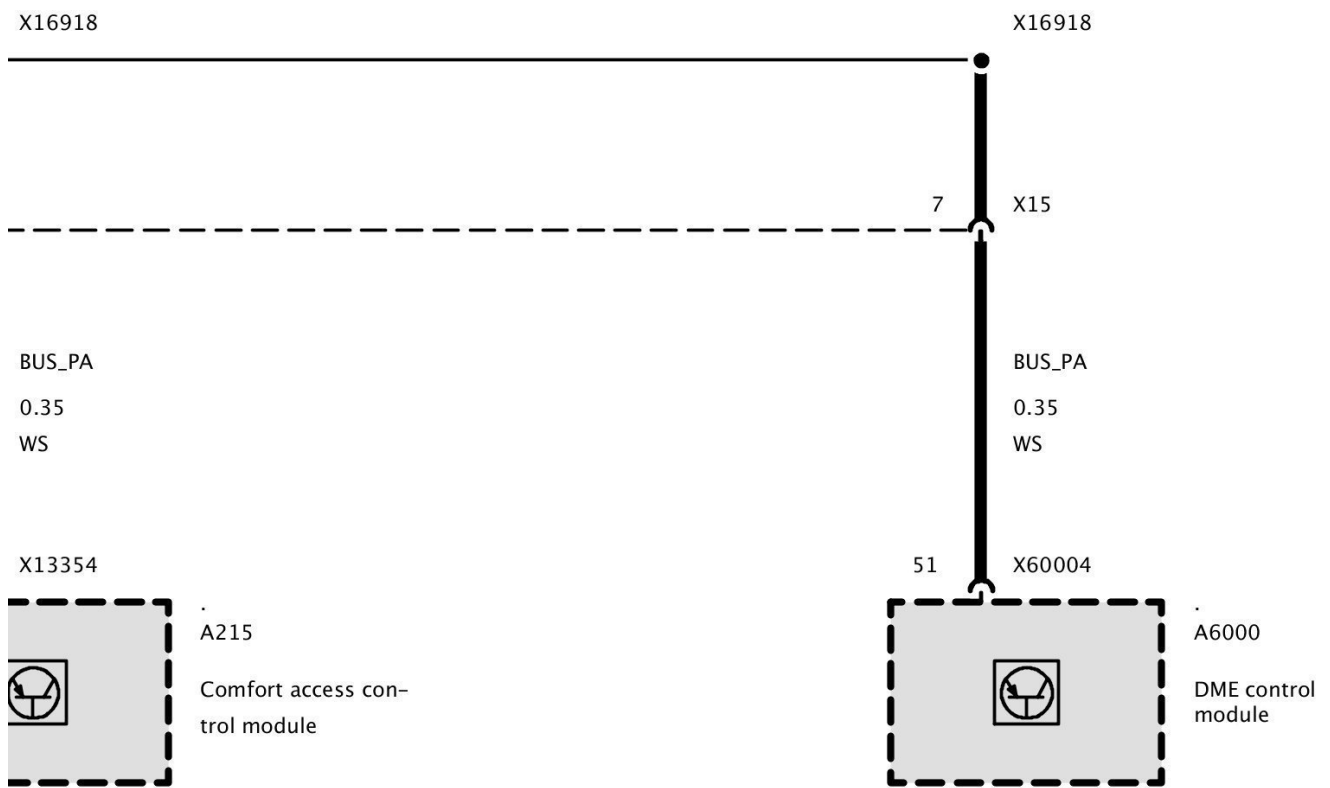 X16918
X16918
7
X15
BUS_PA
BUS_PA
0.35
0.35
WS
WS
X13354
51
X60004
.
A215
.
A6000
Comfort access con-
trol module
DME control
module